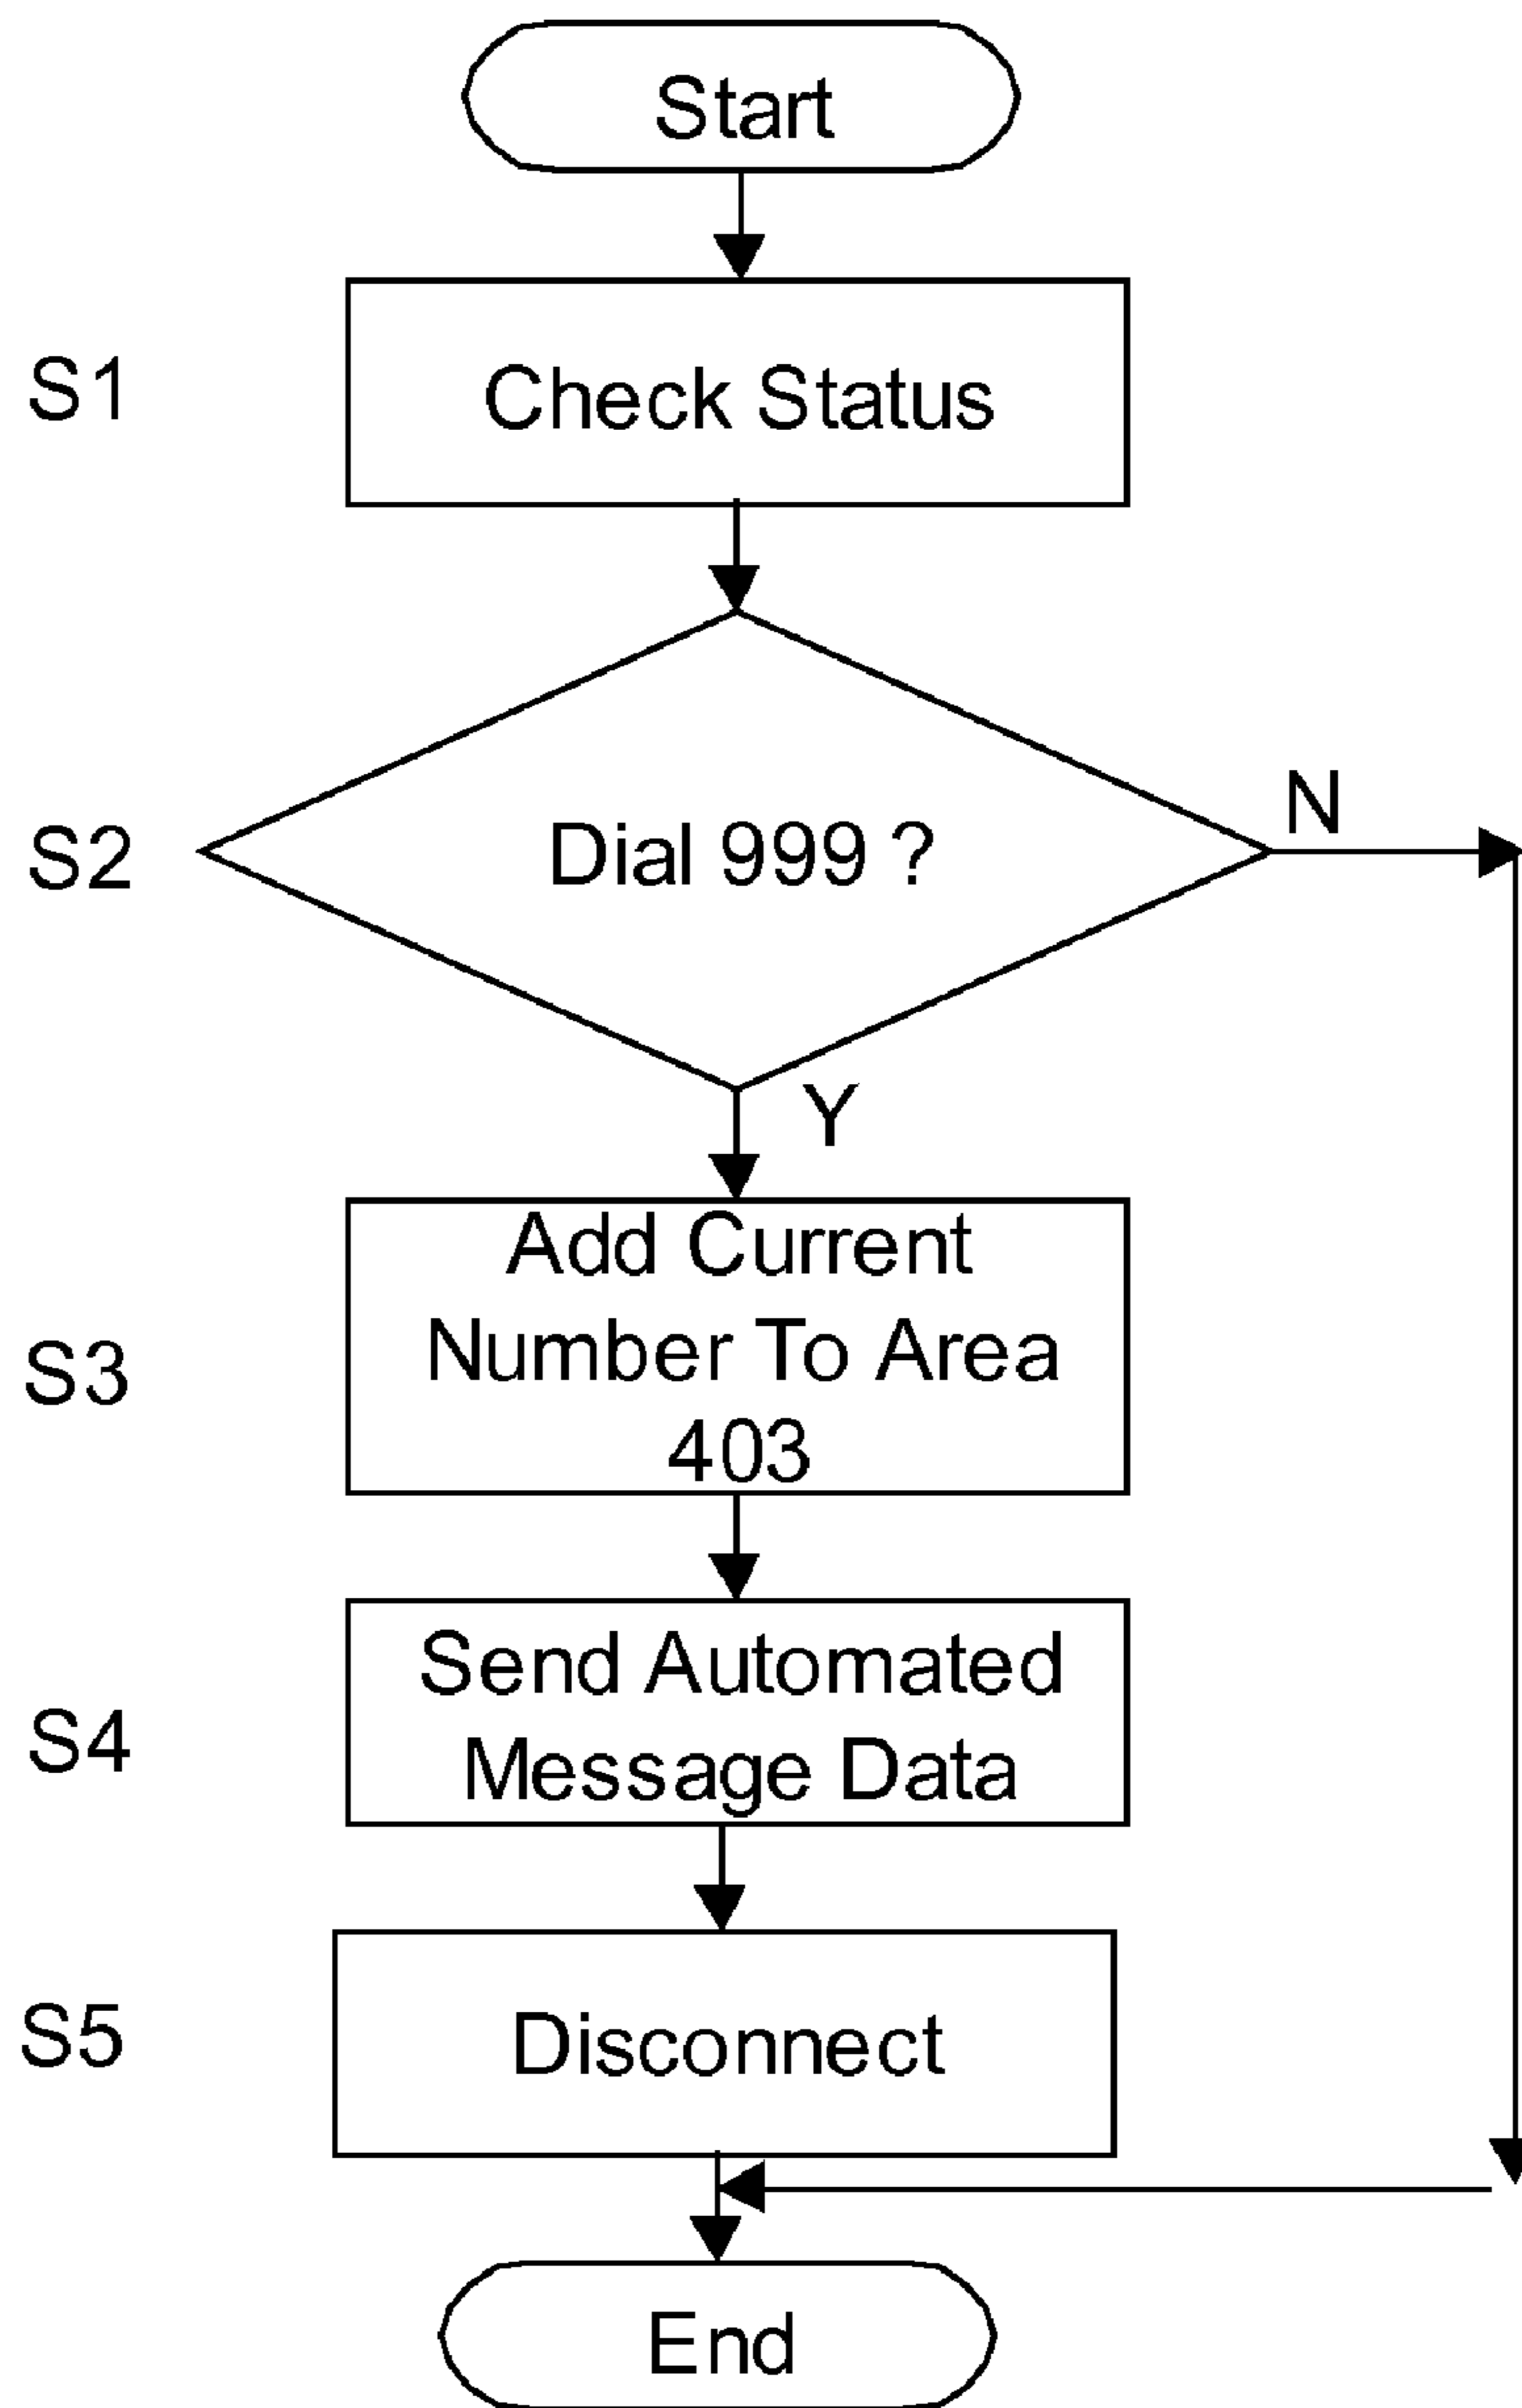 Start
S1
Check Status
S2
Dial 999 ?
N
Y
S3
Add Current
Number To Area
403
S4
Send Automated
Message Data
S5
Disconnect
End